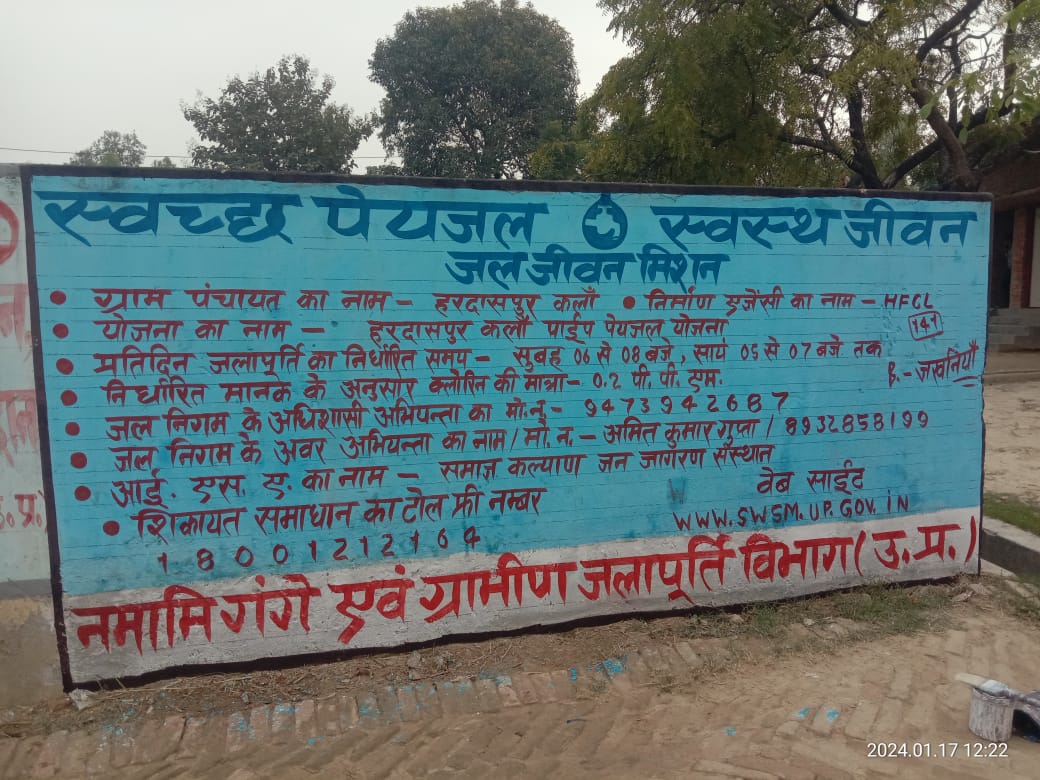 स्वच्छ पेयजल स्वस्थ जीवन
जल जीवन मिशन
• ग्राम पंचायत का नाम – हरदासपुर कलाँ • निर्माण एजेंसी का नाम – HFCL
• योजना का नाम – हरदासपुर कलाँ पाईप पेयजल योजना
141
• प्रतिदिन जलापूर्ति का निर्धारित समय – सुबह 06 से 08 बजे, सायं 05 से 07 बजे तक
B.- जखनियाँ
• निर्धारित मानक के अनुसार क्लोरिन की मात्रा – 0.2 पी. पी. एम.
• जल निगम के अधिशासी अभियन्ता का मो.नं.– 9473942687
• जल निगम के अवर अभियन्ता का नाम / मो. न. – अमित कुमार गुप्ता / 8932858199
• आई. एस. ए. का नाम – समाज कल्याण जन जागरण संस्थान
• शिकायत समाधान का टोल फ्री नम्बर
18001212164
वेब साईट
WWW.SWSM.UP.GOV.iN
नमामि गंगे एवं ग्रामीण जलापूर्ति विभाग (उ.प्र.)
.प्र.)
2024.01.17 12:22